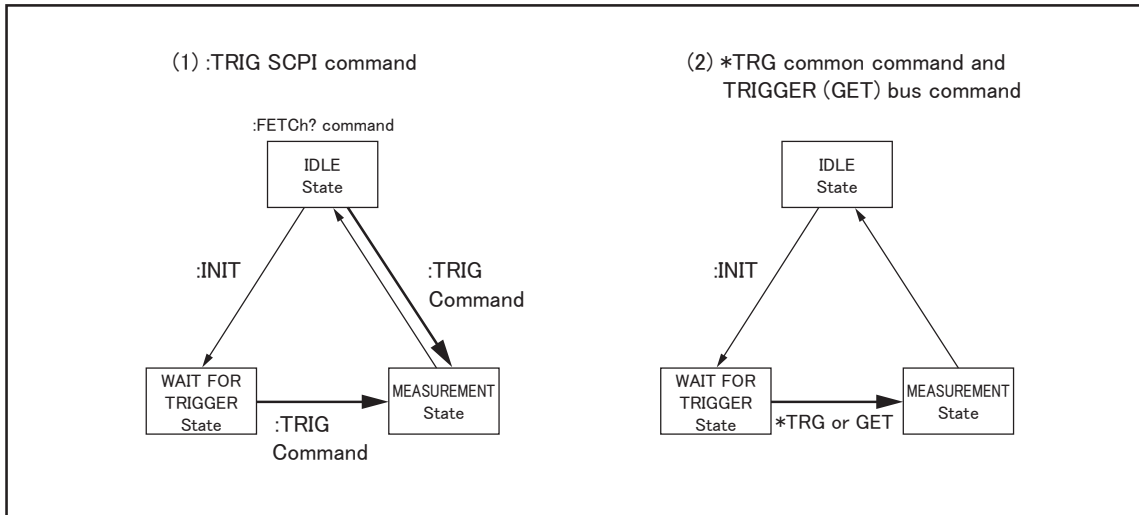 (1) :TRIG SCPI command
:FETCh? command
IDLE
State
:INIT
:TRIG
Command
WAIT FOR
TRIGGER
State
:TRIG
Command
MEASUREMENT
State
(2) *TRG common command and
TRIGGER (GET) bus command
IDLE
State
:INIT
WAIT FOR
TRIGGER
State
*TRG or GET
MEASUREMENT
State